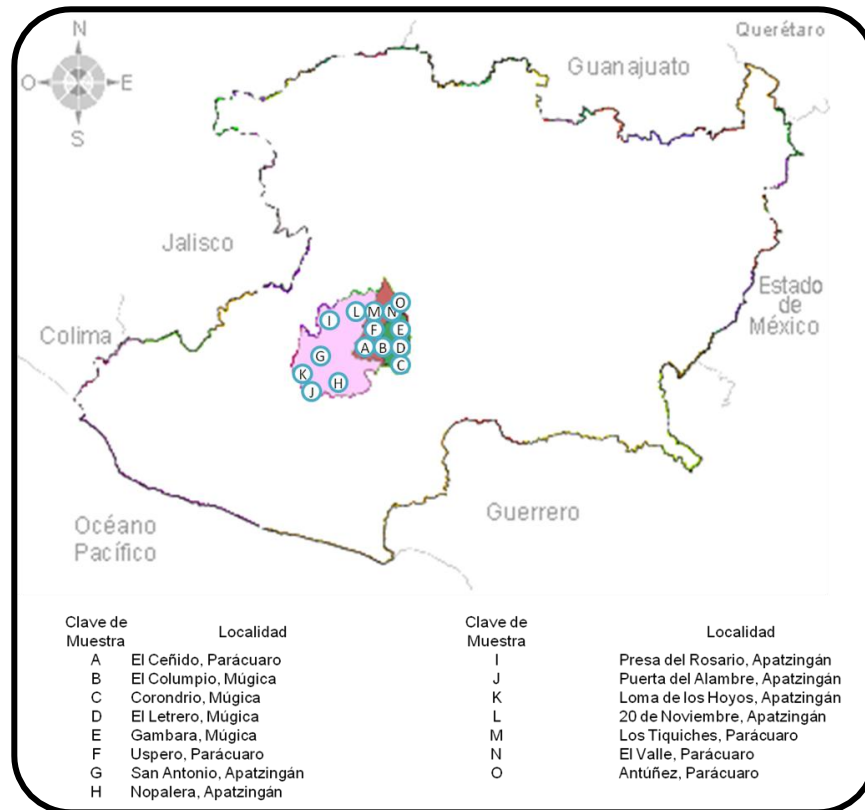 N
Querétaro
Guanajuato
O
E
S
Jalisco
Estado
de
México
Colima
O
L
M
N
I
F
E
A
B
D
G
C
K
H
J
Guerrero
Océano
Pacífico
Clave de
Muestra
Localidad
A El Ceñido, Parácuaro
B El Columpio, Múgica
C Corondrio, Múgica
D El Letrero, Múgica
E Gambara, Múgica
F Uspero, Parácuaro
G San Antonio, Apatzingán
H Nopalera, Apatzingán
Clave de
Muestra
Localidad
I Presa del Rosario, Apatzingán
J Puerta del Alambre, Apatzingán
K Loma de los Hoyos, Apatzingán
L 20 de Noviembre, Apatzingán
M Los Tiquiches, Parácuaro
N El Valle, Parácuaro
O Antúñez, Parácuaro